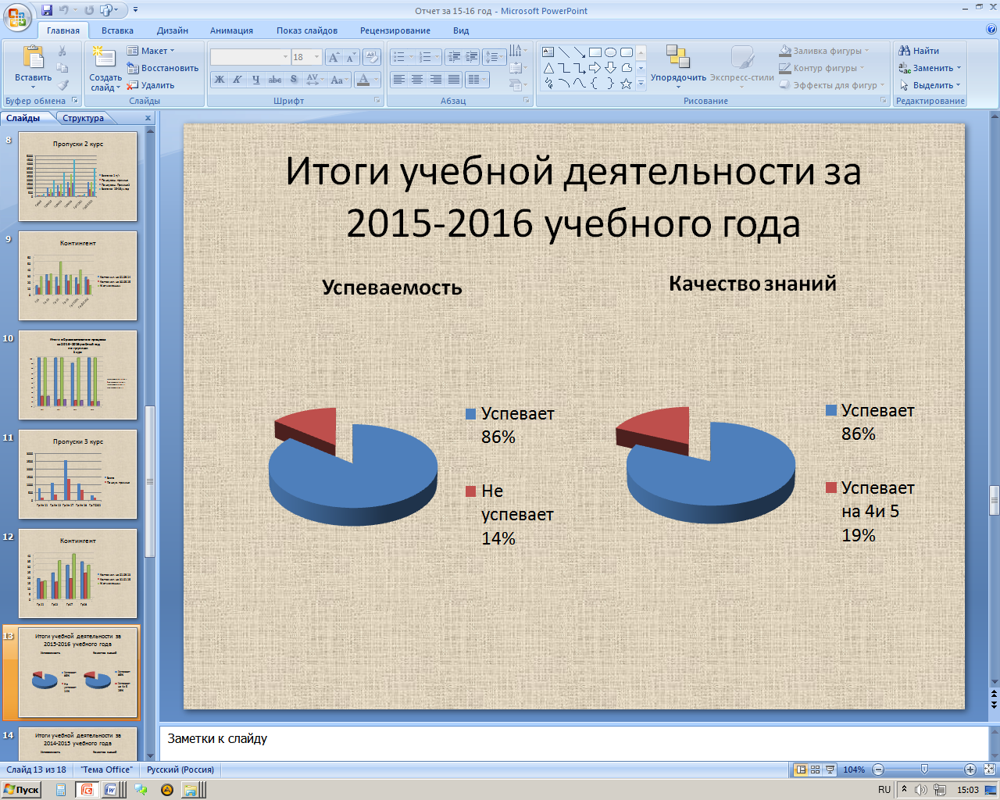 Отчет за 15-16 год - Microsoft PowerPoint
Главная Вставка Дизайн Анимация Показ слайдов Рецензирование Вид
Вставить
Буфер обмена
Создать слайд
Макет
Восстановить
Удалить
Слайды
18
Ж К Ч abc S AV Aa A
Шрифт
Абзац
Упорядочить
Экспресс-стили
Заливка фигуры
Контур фигуры
Эффекты для фигур
Рисование
Найти
Заменить
Выделить
Редактирование
Слайды Структура x
8
Пропуски 2 курс
9
Контингент
10
11
Пропуски 3 курс
12
Контингент
13
Итоги учебной деятельности за
2015-2016 учебного года
14
Итоги учебной деятельности за
2014-2015 учебного года
Итоги учебной деятельности за
2015-2016 учебного года
Успеваемость
Качество знаний
Успевает
86%
Не
успевает
14%
Успевает
86%
Успевает
на 4и 5
19%
Заметки к слайду
Слайд 13 из 18 "Тема Office" Русский (Россия) 104%
Пуск RU 15:03